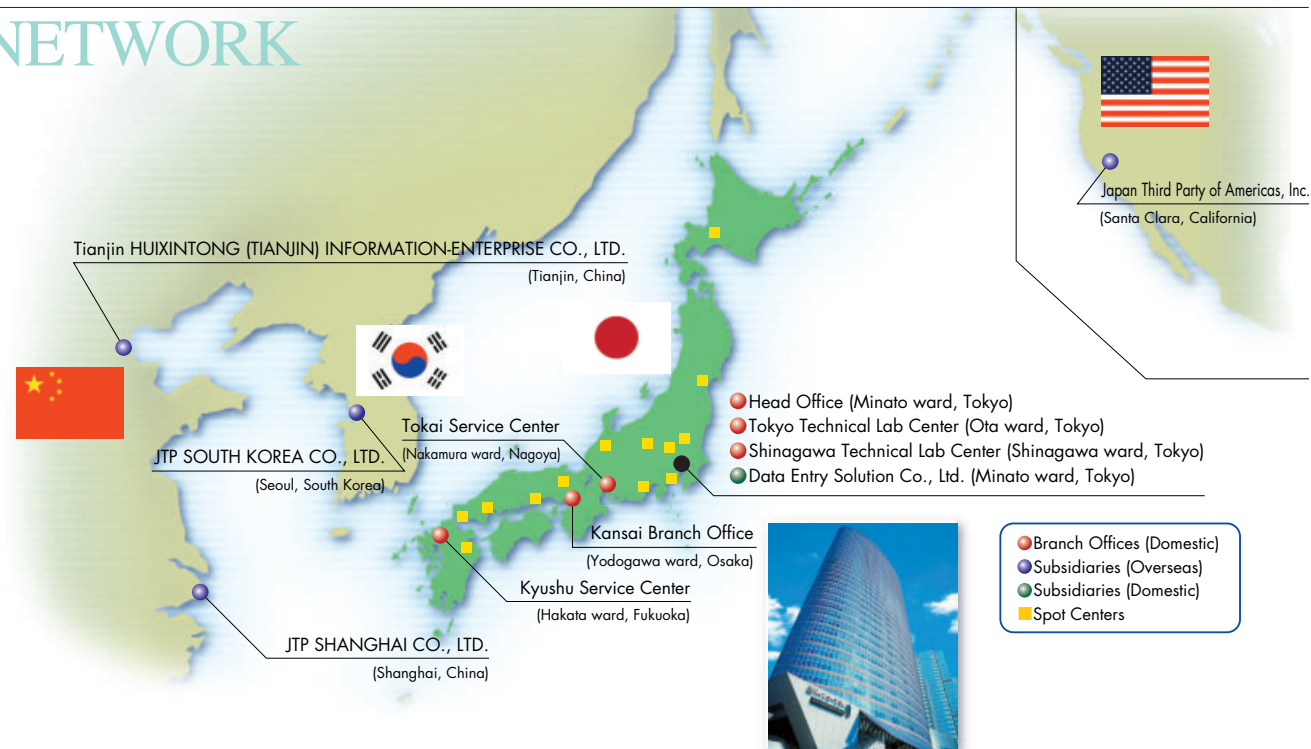 NETWORK
Japan Third Party of Americas, Inc.
(Santa Clara, California)
Tianjin HUIXINTONG (TIANJIN) INFORMATION-ENTERPRISE CO., LTD.
(Tianjin, China)
Head Office (Minato ward, Tokyo)
Tokyo Technical Lab Center (Ota ward, Tokyo)
Shinagawa Technical Lab Center (Shinagawa ward, Tokyo)
Data Entry Solution Co., Ltd. (Minato ward, Tokyo)
Tokai Service Center
(Nakamura ward, Nagoya)
JTP SOUTH KOREA CO., LTD.
(Seoul, South Korea)
Kansai Branch Office
(Yodogawa ward, Osaka)
Kyushu Service Center
(Hakata ward, Fukuoka)
JTP SHANGHAI CO., LTD.
(Shanghai, China)
Branch Offices (Domestic)
Subsidiaries (Overseas)
Subsidiaries (Domestic)
Spot Centers